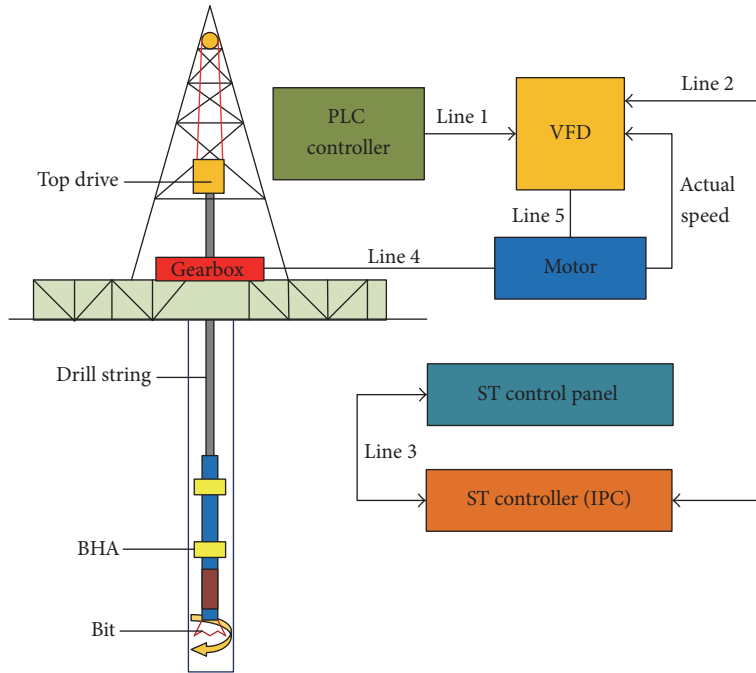 PLC
controller
Line 1
VFD
Line 2
Top drive
Actual
speed
Line 5
Line 4
Gearbox
Motor
Drill string
ST control panel
Line 3
ST controller (IPC)
BHA
Bit